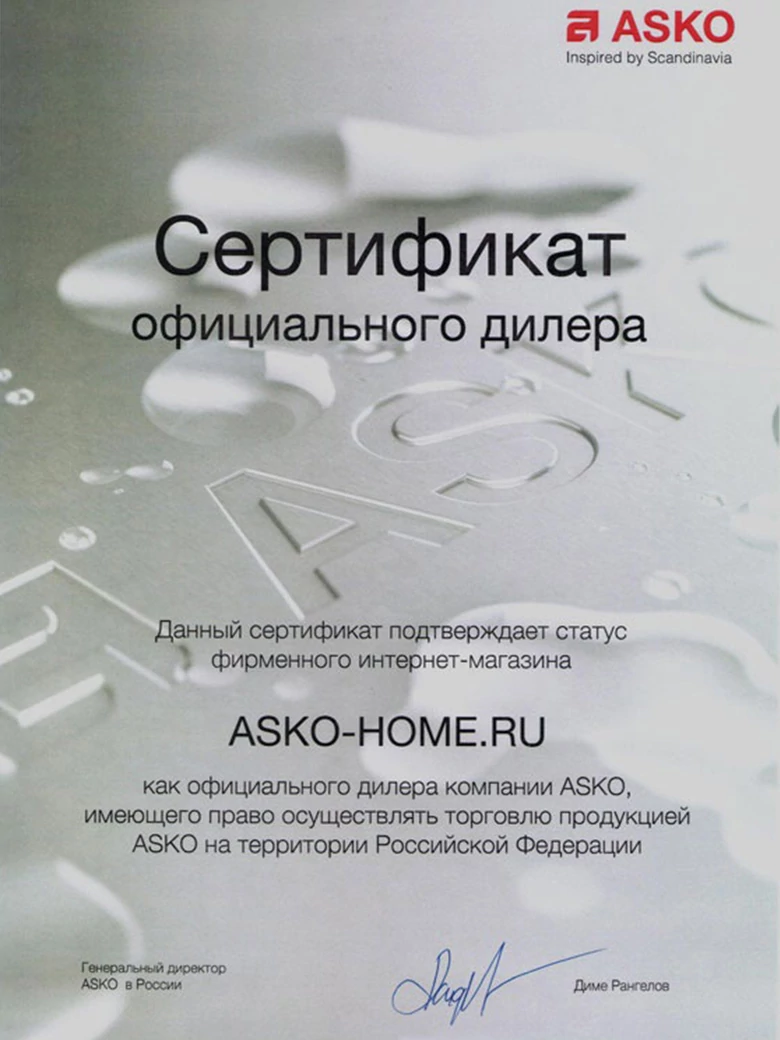 ASKO
Inspired by Scandinavia
Сертификат
официального дилера
ASKO
Данный сертификат подтверждает статус
фирменного интернет-магазина
ASKO-HOME.RU
как официального дилера компании ASKO,
имеющего право осуществлять торговлю продукцией
ASKO на территории Российской Федерации
Генеральный директор
ASKO в России
Диме Рангелов